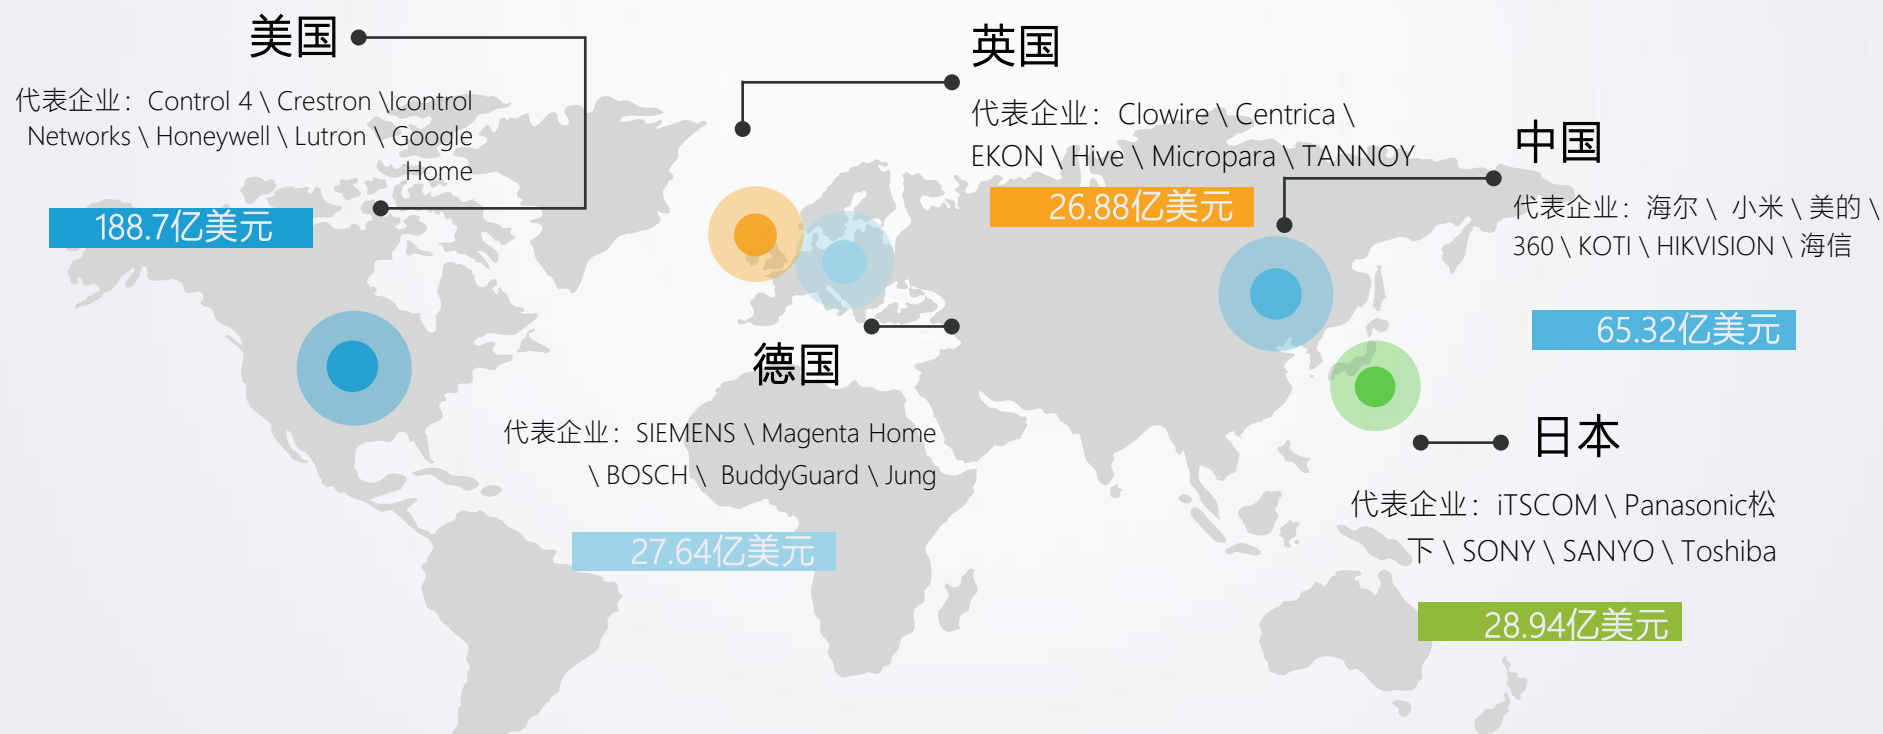 美国
代表企业：Control 4 \ Crestron \Icontrol
Networks \ Honeywell \ Lutron \ Google
Home
188.7亿美元
英国
代表企业：Clowire \ Centrica \
EKON \ Hive \ Micropara \ TANNOY
26.88亿美元
中国
代表企业：海尔 \ 小米 \ 美的 \
360 \ KOTI \ HIKVISION \ 海信
65.32亿美元
德国
代表企业：SIEMENS \ Magenta Home
\ BOSCH \ BuddyGuard \ Jung
27.64亿美元
日本
代表企业：iTSCOM \ Panasonic松
下 \ SONY \ SANYO \ Toshiba
28.94亿美元